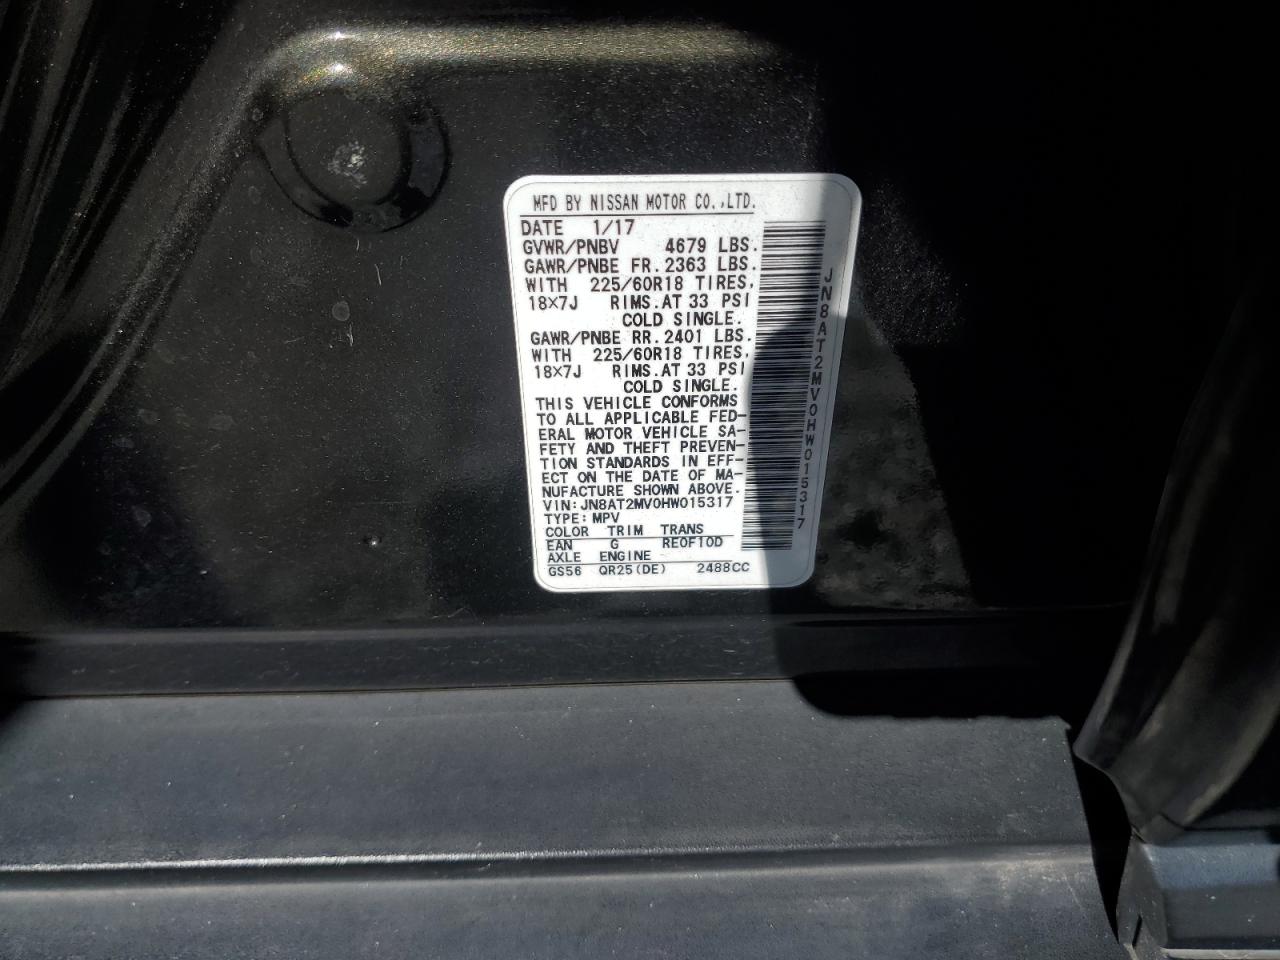 MFD BY NISSAN MOTOR CO.,LTD.
DATE 1/17
GVWR/PNBV 4679 LBS.
GAWR/PNBE FR. 2363 LBS.
WITH 225/60R18 TIRES,
18×7J RIMS.AT 33 PSI
COLD SINGLE.
GAWR/PNBE RR. 2401 LBS.
WITH 225/60R18 TIRES,
18×7J RIMS.AT 33 PSI
COLD SINGLE.
THIS VEHICLE CONFORMS
TO ALL APPLICABLE FED-
ERAL MOTOR VEHICLE SA-
FETY AND THEFT PREVEN-
TION STANDARDS IN EFF-
ECT ON THE DATE OF MA-
NUFACTURE SHOWN ABOVE.
VIN:JN8AT2MV0HW015317
TYPE:MPV
COLOR TRIM TRANS
EAN G RE0F10D
AXLE ENGINE
GS56 QR25(DE) 2488CC
JN8AT2MV0HW015317